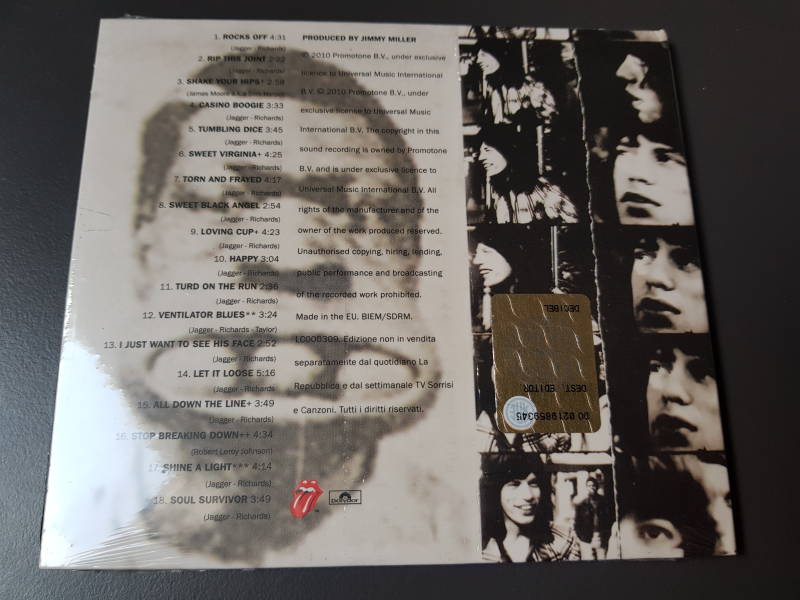 1. ROCKS OFF 4:31
(Jagger - Richards)
2. RIP THIS JOINT 2:22
(Jagger - Richards)
3. SHAKE YOUR HIPS+ 2:59
(James Moore
4. CASINO BOOGIE 3:33
(Jagger - Richards)
5. TUMBLING DICE 3:45
(Jagger - Richards)
6. SWEET VIRGINIA+ 4:25
(Jagger - Richards)
7. TORN AND FRAYED 4:17
(Jagger - Richards)
8. SWEET BLACK ANGEL 2:54
(Jagger - Richards)
9. LOVING CUP+ 4:23
(Jagger - Richards)
10. HAPPY 3:04
(Jagger - Richards)
11. TURD ON THE RUN 2:36
(Jagger - Richards)
12. VENTILATOR BLUES** 3:24
(Jagger - Richards - Taylor)
13. I JUST WANT TO SEE HIS FACE 2:52
(Jagger - Richards)
14. LET IT LOOSE 5:16
(Jagger - Richards)
15. ALL DOWN THE LINE+ 3:49
(Jagger - Richards)
16. STOP BREAKING DOWN++ 4:34
(Robert Leroy Johnson)
17. SHINE A LIGHT*** 4:14
(Jagger - Richards)
18. SOUL SURVIVOR 3:49
(Jagger - Richards)
PRODUCED BY JIMMY MILLER
℗ 2010 Promotone B.V., under exclusive
licence to Universal Music International
B.V. © 2010 Promotone B.V., under
exclusive license to Universal Music
International B.V. The copyright in this
sound recording is owned by Promotone
B.V. and is under exclusive licence to
Universal Music International B.V. All
rights of the manufacturer and of the
owner of the work produced reserved.
Unauthorised copying, hiring, lending,
public performance and broadcasting
of the recorded work prohibited.
Made in the EU. BIEM/SDRM.
LC000309. Edizione non in vendita
separatamente dal quotidiano La
Repubblica e dal settimanale TV Sorrisi
e Canzoni. Tutti i diritti riservati.
polydor
DECIBEL
DEST. EDITOR
DO 0219859345